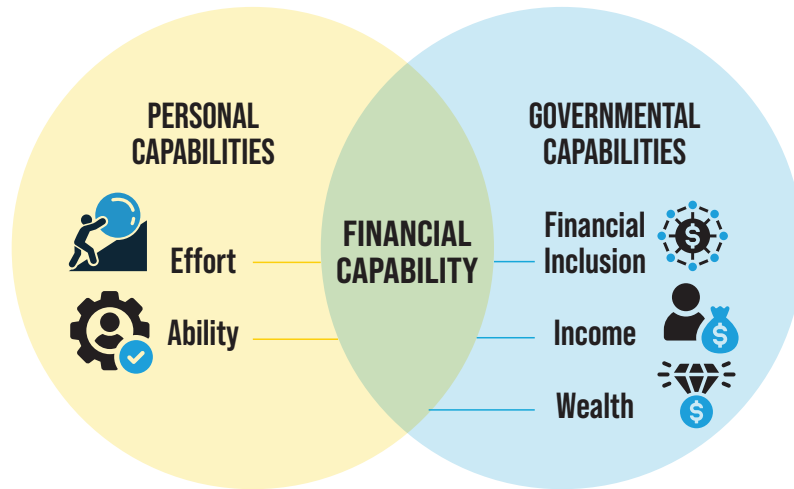 PERSONAL
CAPABILITIES
Effort
Ability
FINANCIAL
CAPABILITY
GOVERNMENTAL
CAPABILITIES
Financial
Inclusion
$
Income
$
Wealth
$